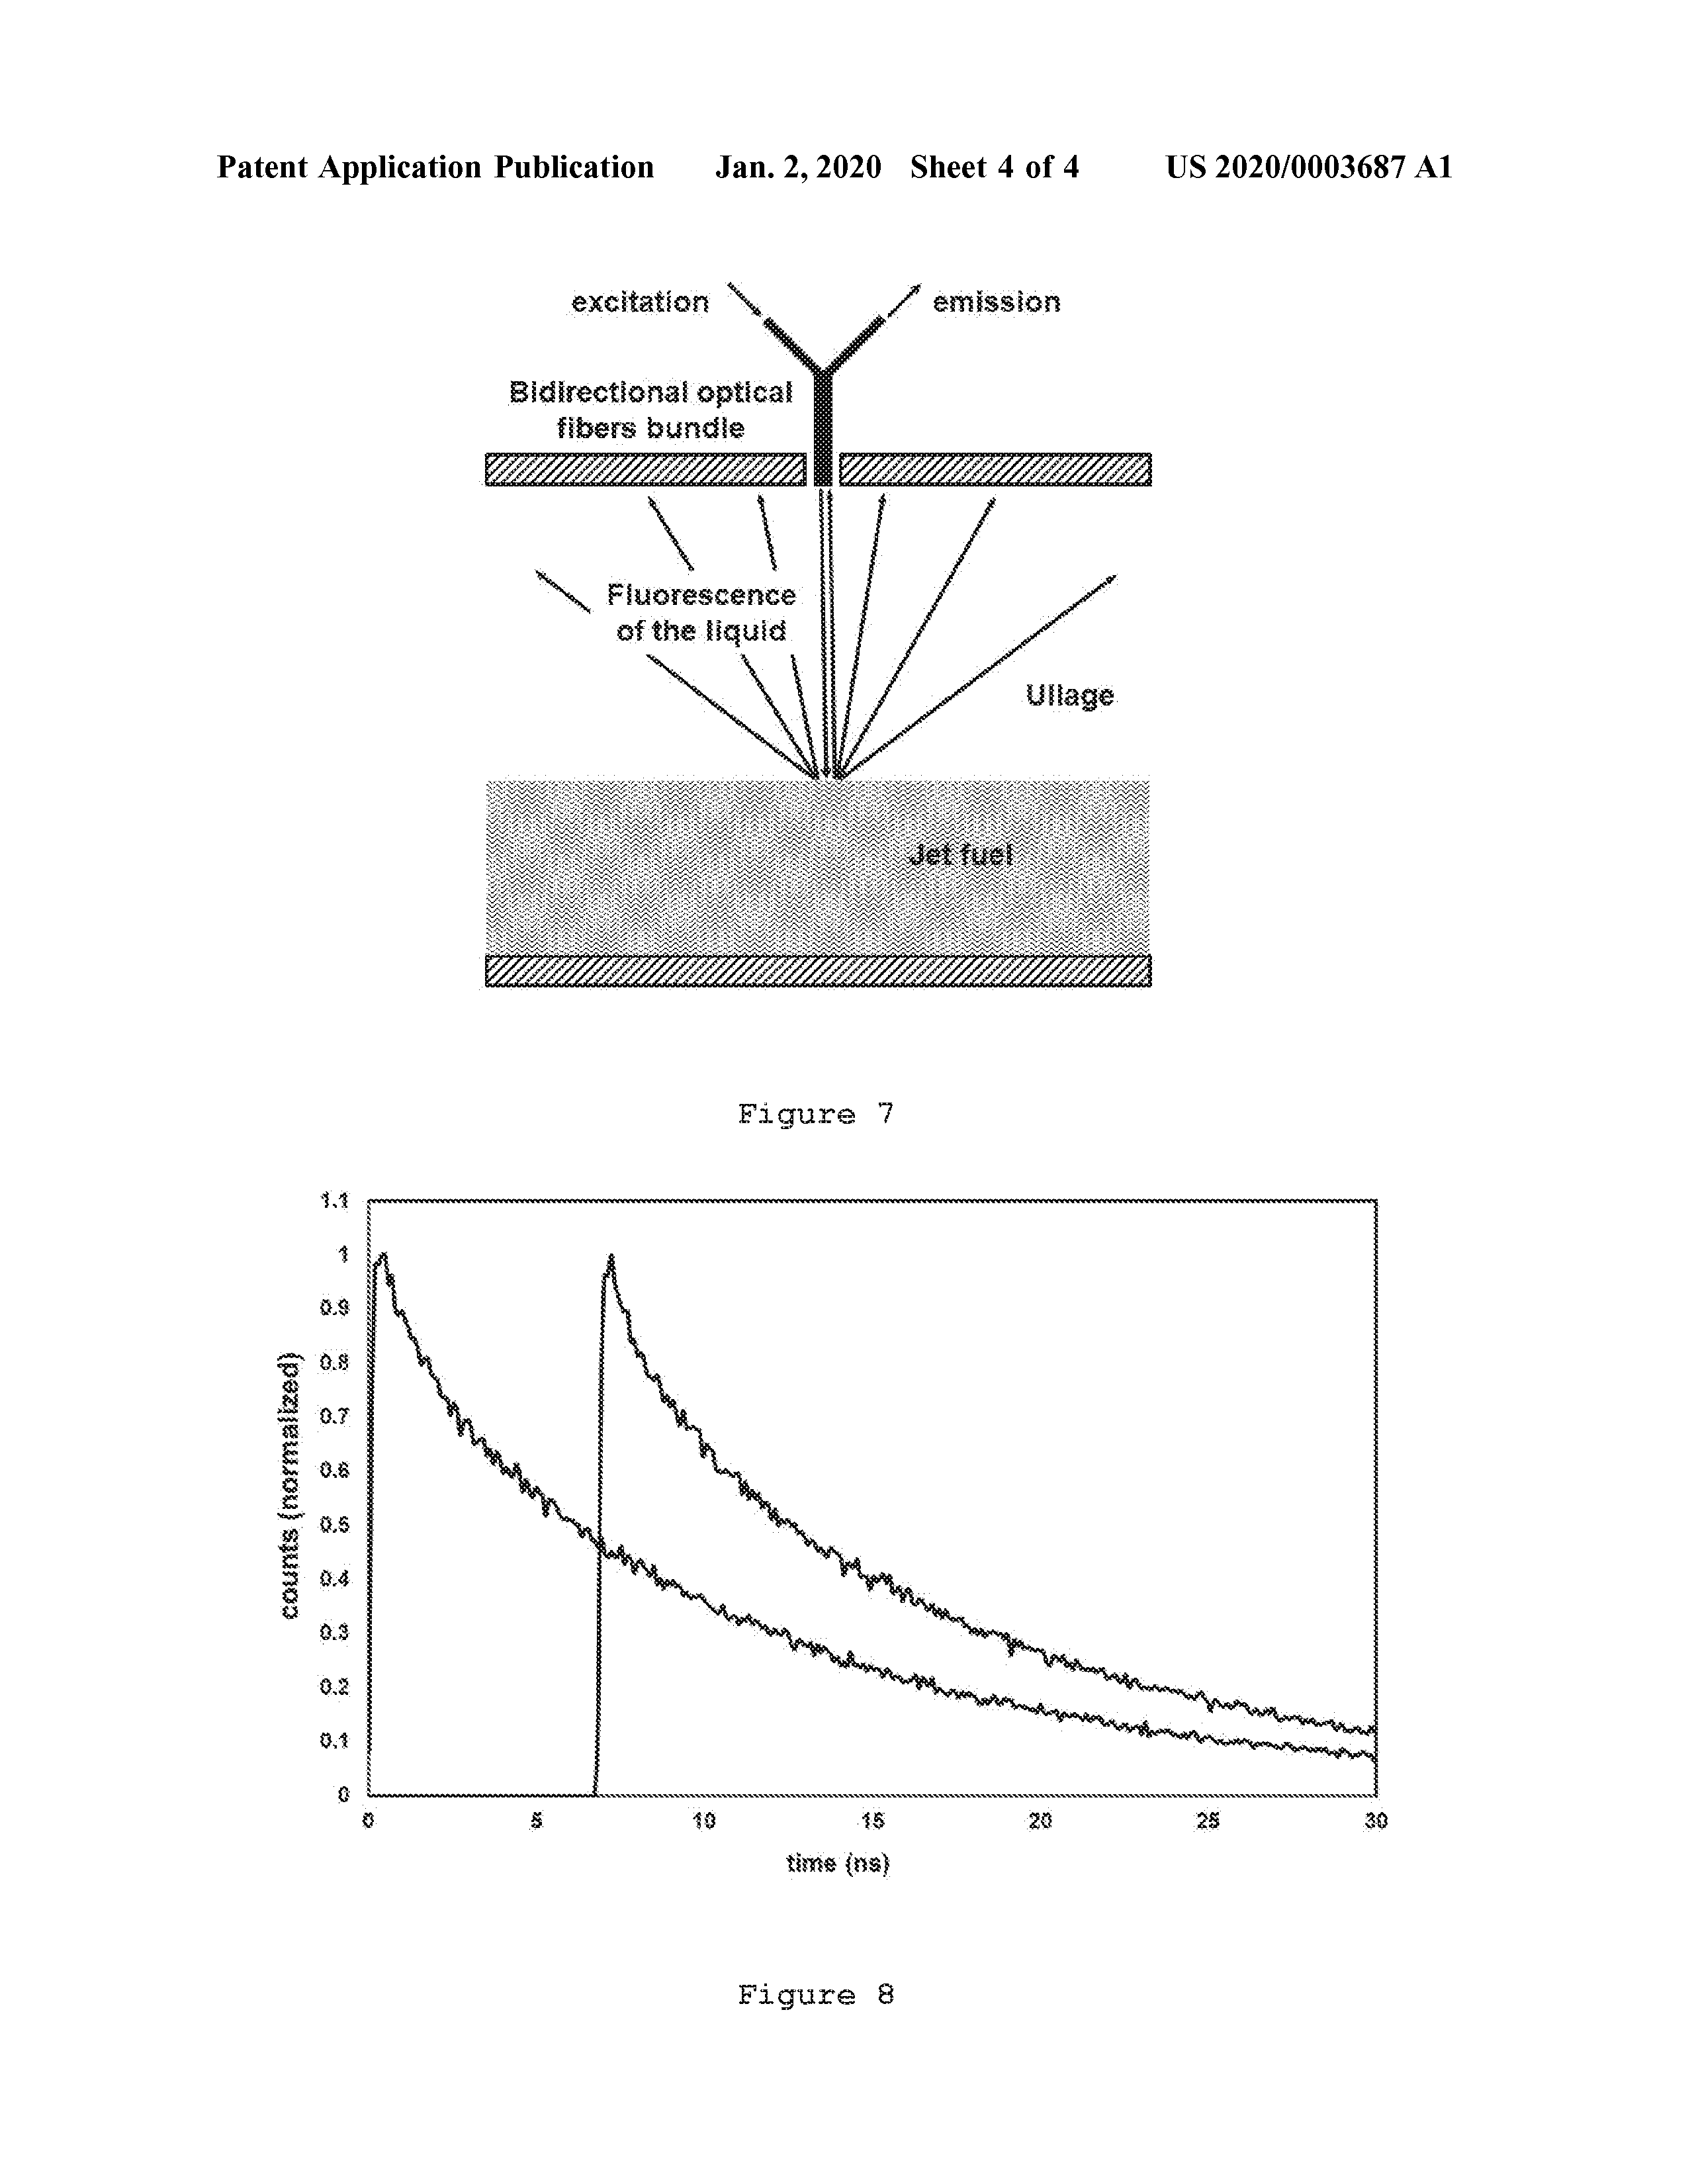 Patent Application Publication Jan. 2, 2020 Sheet 4 of 4 US 2020/0003687 A1
excitation
emission
Bidirectional optical
fibers bundle
Fluorescence
of the liquid
Ullage
Jet fuel
Figure 7
1.1
1
0.9
0.8
0.7
0.6
0.5
0.4
0.3
0.2
0.1
0
counts (normalized)
0 5 10 15 20 25 30
time (ns)
Figure 8